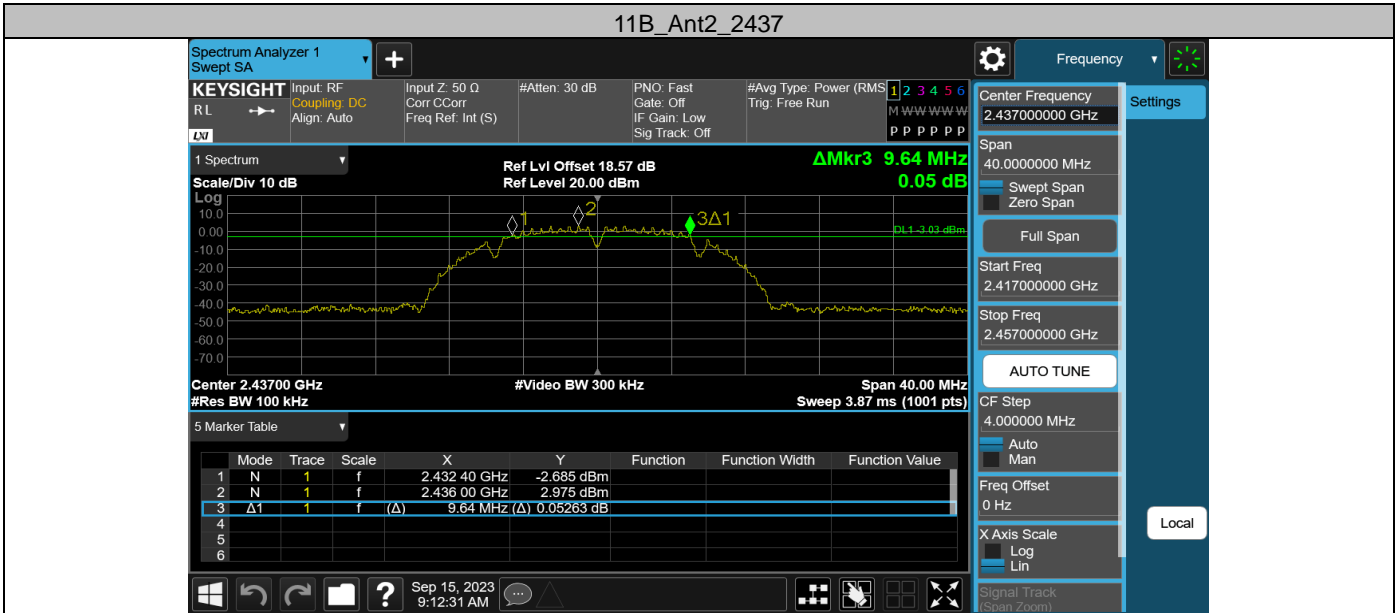 11B_Ant2_2437
Spectrum Analyzer 1
Swept SA
+
Frequency
KEYSIGHT
RL
LXI
Input: RF
Coupling: DC
Align: Auto
Input Z: 50 Ω
Corr CCorr
Freq Ref: Int (S)
#Atten: 30 dB
PNO: Fast
Gate: Off
IF Gain: Low
Sig Track: Off
#Avg Type: Power (RMS
Trig: Free Run
1 2 3 4 5 6
M W W W W W
P P P P P P
1 Spectrum
Scale/Div 10 dB
Ref Lvl Offset 18.57 dB
Ref Level 20.00 dBm
ΔMkr3 9.64 MHz
0.05 dB
Log
10.0
0.00
-10.0
-20.0
-30.0
-40.0
-50.0
-60.0
-70.0
1
2
3Δ1
DL1 -3.03 dBm
Center 2.43700 GHz
#Video BW 300 kHz
Span 40.00 MHz
#Res BW 100 kHz
Sweep 3.87 ms (1001 pts)
5 Marker Table
Mode Trace Scale X Y Function Function Width Function Value
1 N 1 f 2.432 40 GHz -2.685 dBm
2 N 1 f 2.436 00 GHz 2.975 dBm
3 Δ1 1 f (Δ) 9.64 MHz (Δ) 0.05263 dB
4
5
6
?
Sep 15, 2023
9:12:31 AM
Center Frequency
2.437000000 GHz
Span
40.0000000 MHz
Swept Span
Zero Span
Full Span
Start Freq
2.417000000 GHz
Stop Freq
2.457000000 GHz
AUTO TUNE
CF Step
4.000000 MHz
Auto
Man
Freq Offset
0 Hz
X Axis Scale
Log
Lin
Signal Track
(Span Zoom)
Settings
Local